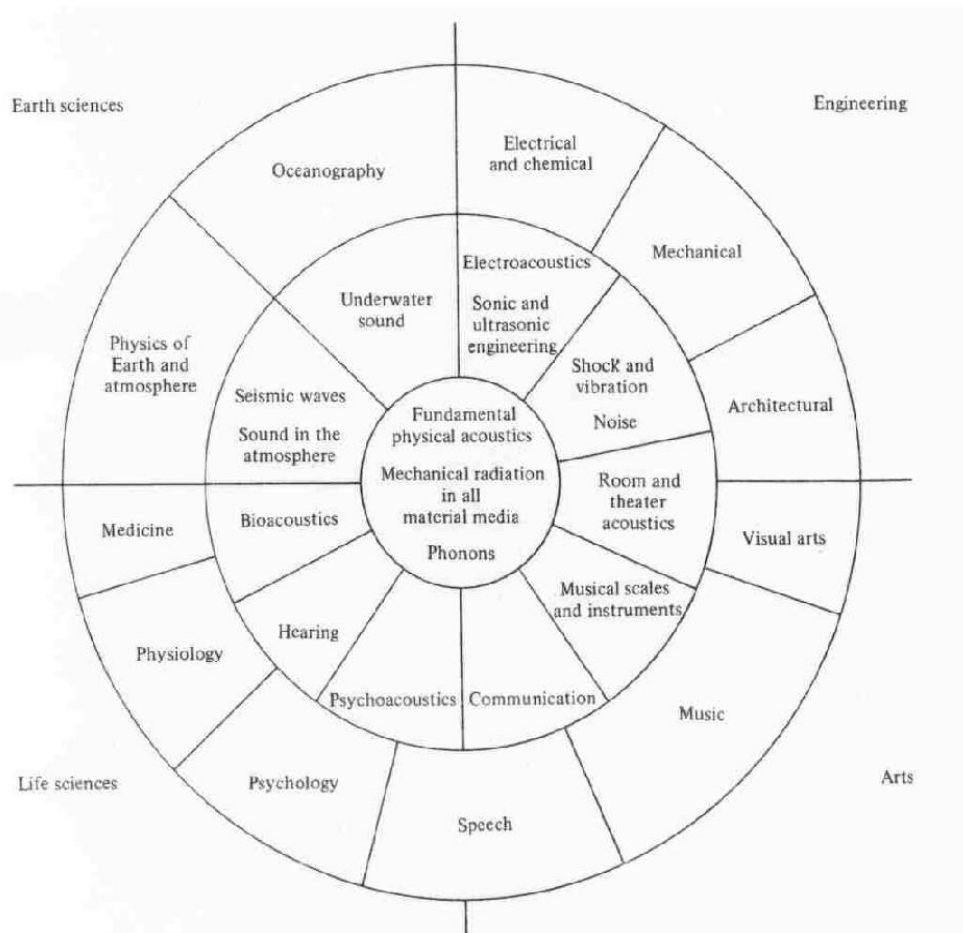 Earth sciences
Engineering
Oceanography
Electrical
and chemical
Mechanical
Architectural
Physics of
Earth and
atmosphere
Underwater
sound
Electroacoustics
Sonic and
ultrasonic
engineering
Shock and
vibration
Noise
Seismic waves
Sound in the
atmosphere
Fundamental
physical acoustics
Mechanical radiation
in all
material media
Phonons
Room and
theater
acoustics
Medicine
Bioacoustics
Visual arts
Musical scales
and instruments
Hearing
Physiology
Psychoacoustics
Communication
Music
Life sciences
Psychology
Speech
Arts